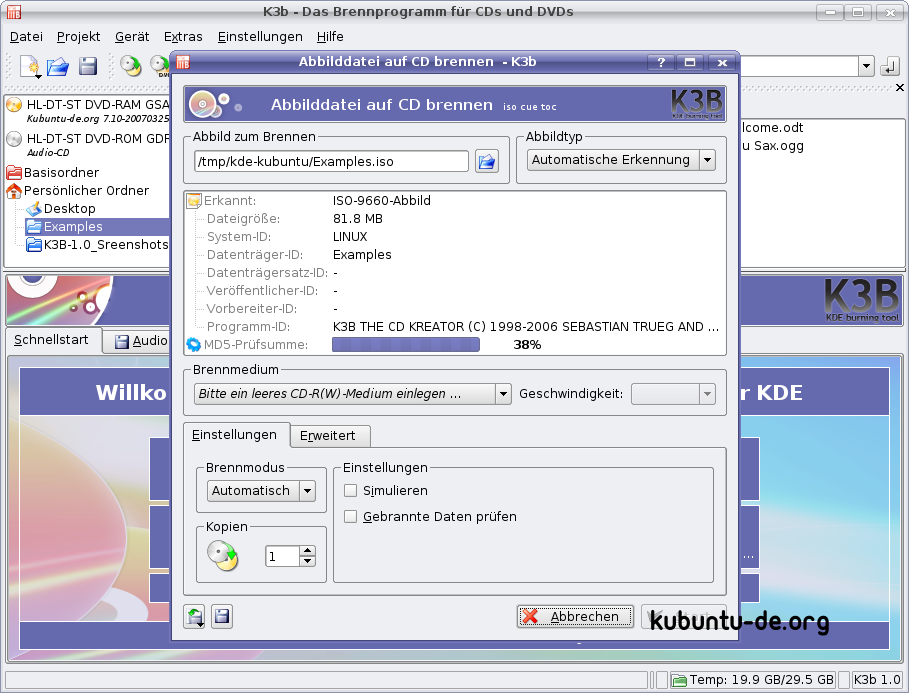 K3b - Das Brennprogramm für CDs und DVDs
Datei Projekt Gerät Extras Einstellungen Hilfe
HL-DT-ST DVD-RAM GSA
Kubuntu-de.org 7.10-20070325
HL-DT-ST DVD-ROM GDR
Audio-CD
Basisordner
Persönlicher Ordner
Desktop
Examples
K3B-1.0_Sreenshots
lcome.odt
u Sax.ogg
K3B
KDE burning tool
Schnellstart
Audio
Willko
r KDE
...
Abbilddatei auf CD brennen - K3b
Abbilddatei auf CD brennen iso cue toc
K3B
Abbild zum Brennen
/tmp/kde-kubuntu/Examples.iso
Abbildtyp
Automatische Erkennung
Erkannt: ISO-9660-Abbild
Dateigröße: 81.8 MB
System-ID: LINUX
Datenträger-ID: Examples
Datenträgersatz-ID: -
Veröffentlicher-ID: -
Vorbereiter-ID: -
Programm-ID: K3B THE CD KREATOR (C) 1998-2006 SEBASTIAN TRUEG AND ...
MD5-Prüfsumme: 38%
Brennmedium
Bitte ein leeres CD-R(W)-Medium einlegen ...
Geschwindigkeit:
Einstellungen Erweitert
Brennmodus
Automatisch
Kopien
1
Einstellungen
Simulieren
Gebrannte Daten prüfen
Abbrechen
kubuntu-de.org
Temp: 19.9 GB/29.5 GB
K3b 1.0